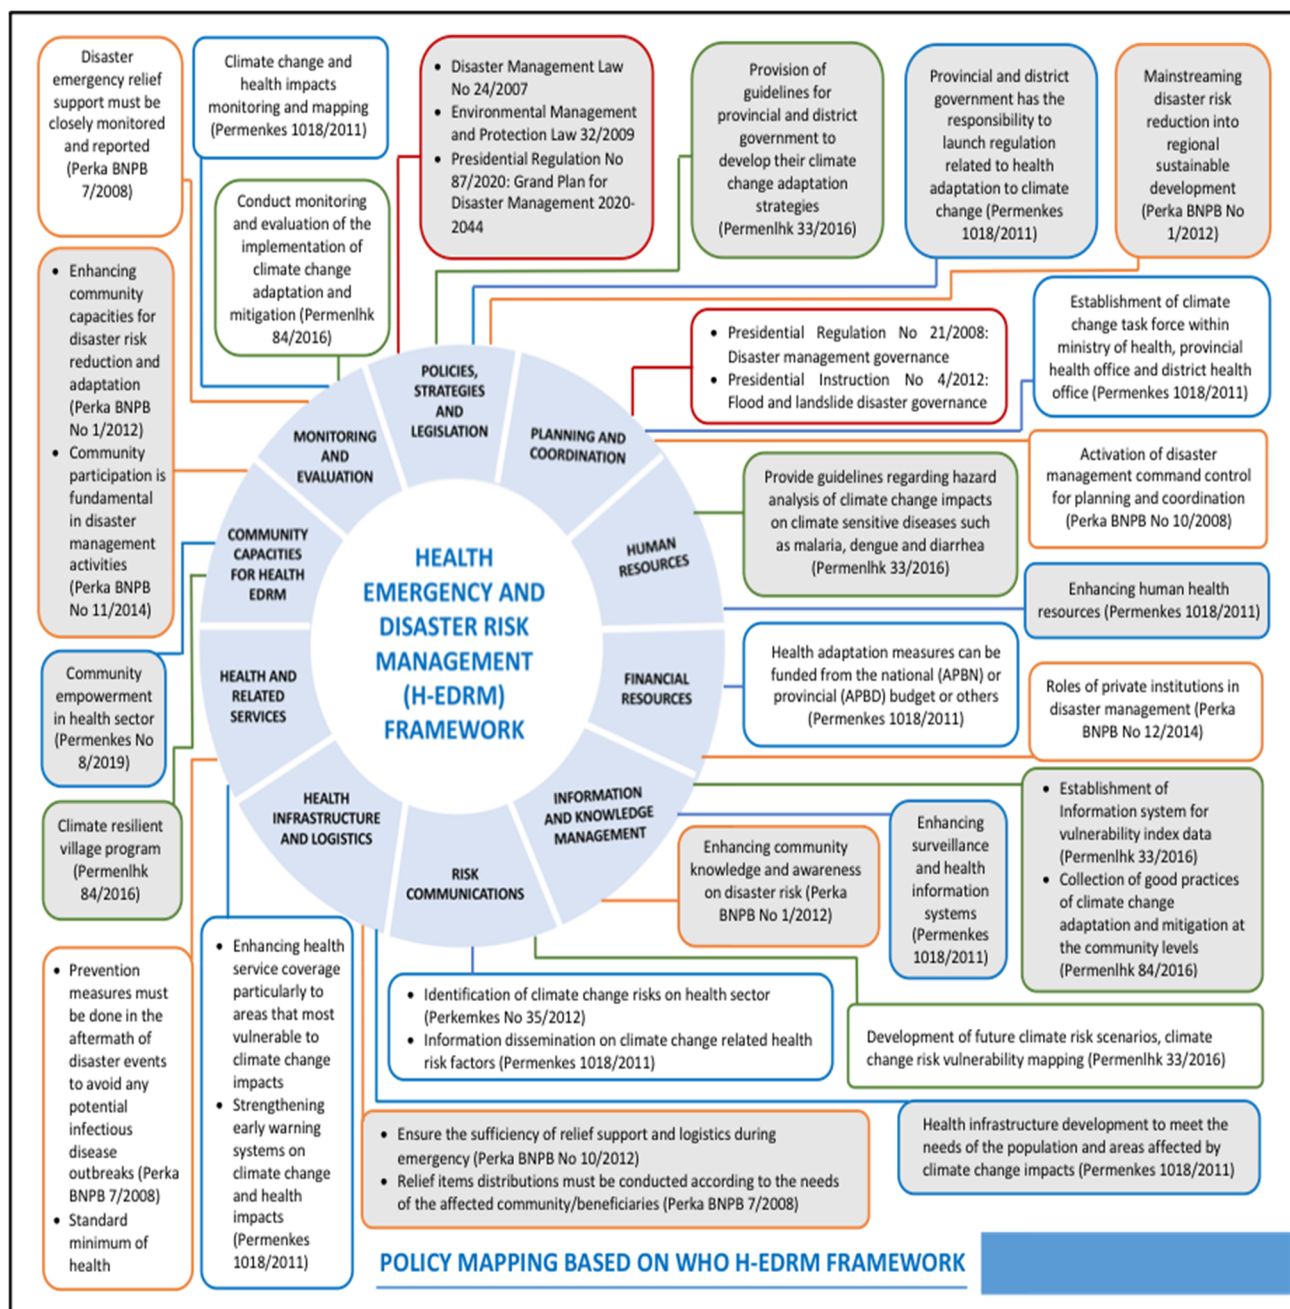 Disaster
emergency relief
support must be
closely monitored
and reported
(Perka BNPB
7/2008)
Climate change and
health impacts
monitoring and mapping
(Permenkes 1018/2011)
• Disaster Management Law
No 24/2007
• Environmental Management
and Protection Law 32/2009
• Presidential Regulation No
87/2020: Grand Plan for
Disaster Management 2020-
2044
Provision of
guidelines for
provincial and district
government to
develop their climate
change adaptation
strategies
(Permenlhk 33/2016)
Provincial and district
government has the
responsibility to
launch regulation
related to health
adaptation to climate
change (Permenkes
1018/2011)
Mainstreaming
disaster risk
reduction into
regional
sustainable
development
(Perka BNPB No
1/2012)
Conduct monitoring
and evaluation of the
implementation of
climate change
adaptation and
mitigation (Permenlhk
84/2016)
• Enhancing
community
capacities for
disaster risk
reduction and
adaptation
(Perka BNPB
No 1/2012)
• Community
participation is
fundamental
in disaster
management
activities
(Perka BNPB
No 11/2014)
• Presidential Regulation No 21/2008:
Disaster management governance
• Presidential Instruction No 4/2012:
Flood and landslide disaster governance
Establishment of climate
change task force within
ministry of health, provincial
health office and district health
office (Permenkes 1018/2011)
Activation of disaster
management command control
for planning and coordination
(Perka BNPB No 10/2008)
Provide guidelines regarding hazard
analysis of climate change impacts
on climate sensitive diseases such
as malaria, dengue and diarrhea
(Permenlhk 33/2016)
Enhancing human health
resources (Permenkes 1018/2011)
Health adaptation measures can be
funded from the national (APBN) or
provincial (APBD) budget or others
(Permenkes 1018/2011)
Roles of private institutions in
disaster management (Perka
BNPB No 12/2014)
POLICIES,
STRATEGIES
AND
LEGISLATION
PLANNING AND
COORDINATION
HUMAN
RESOURCES
FINANCIAL
RESOURCES
INFORMATION
AND KNOWLEDGE
MANAGEMENT
RISK
COMMUNICATIONS
HEALTH
INFRASTRUCTURE
AND LOGISTICS
HEALTH AND
RELATED
SERVICES
COMMUNITY
CAPACITIES
FOR HEALTH
EDRM
MONITORING
AND
EVALUATION
HEALTH
EMERGENCY AND
DISASTER RISK
MANAGEMENT
(H-EDRM)
FRAMEWORK
Community
empowerment
in health sector
(Permenkes No
8/2019)
Climate resilient
village program
(Permenlhk
84/2016)
• Establishment of
Information system for
vulnerability index data
(Permenlhk 33/2016)
• Collection of good practices
of climate change
adaptation and mitigation at
the community levels
(Permenlhk 84/2016)
Enhancing
surveillance
and health
information
systems
(Permenkes
1018/2011)
Enhancing community
knowledge and awareness
on disaster risk (Perka
BNPB No 1/2012)
• Prevention
measures must
be done in the
aftermath of
disaster events
to avoid any
potential
infectious
disease
outbreaks (Perka
BNPB 7/2008)
• Standard
minimum of
health
• Enhancing health
service coverage
particularly to
areas that most
vulnerable to
climate change
impacts
• Strengthening
early warning
systems on
climate change
and health
impacts
(Permenkes
1018/2011)
• Identification of climate change risks on health sector
(Perkemkes No 35/2012)
• Information dissemination on climate change related health
risk factors (Permenkes 1018/2011)
Development of future climate risk scenarios, climate
change risk vulnerability mapping (Permenlhk 33/2016)
• Ensure the sufficiency of relief support and logistics during
emergency (Perka BNPB No 10/2012)
• Relief items distributions must be conducted according to the needs
of the affected community/beneficiaries (Perka BNPB 7/2008)
Health infrastructure development to meet the
needs of the population and areas affected by
climate change impacts (Permenkes 1018/2011)
POLICY MAPPING BASED ON WHO H-EDRM FRAMEWORK